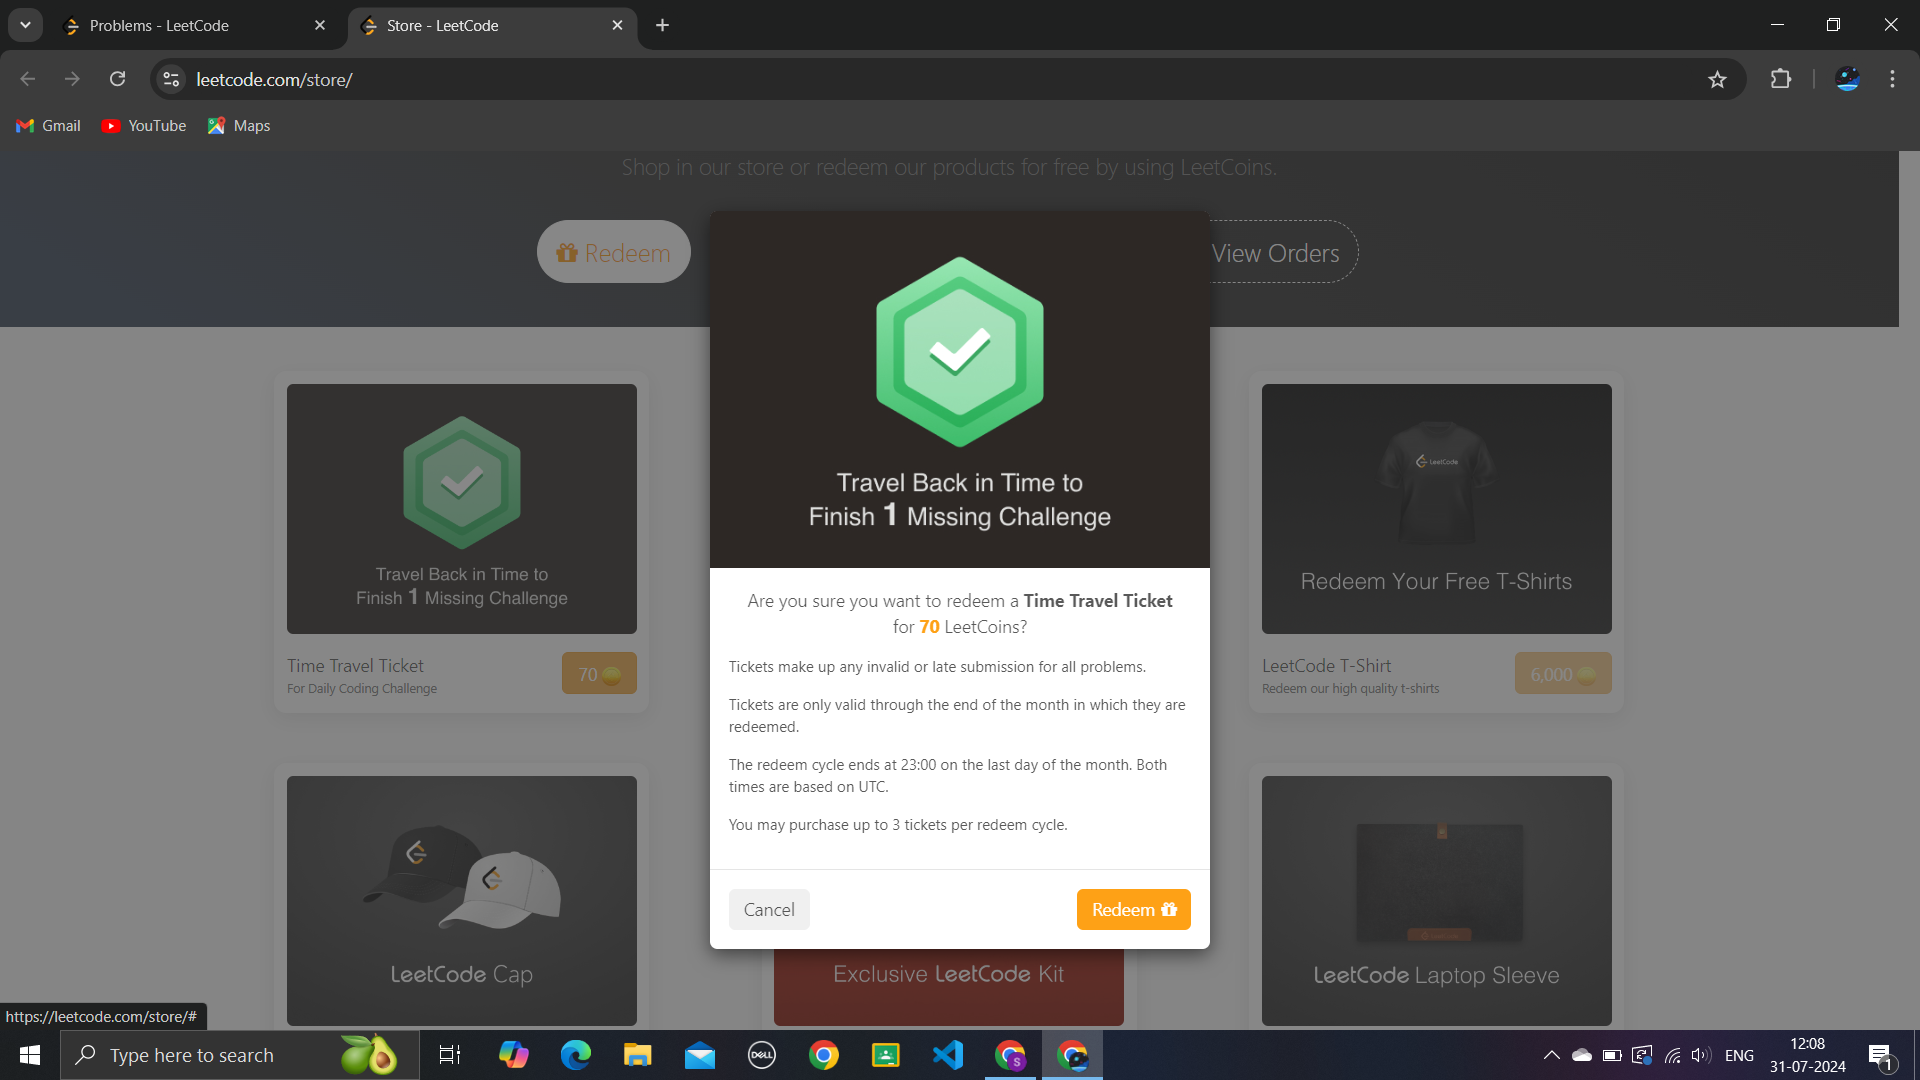 Problems - LeetCode
Store - LeetCode
leetcode.com/store/
Gmail
YouTube
Maps
Shop in our store or redeem our products for free by using LeetCoins.
Redeem
View Orders
Travel Back in Time to
Finish 1 Missing Challenge
Time Travel Ticket
For Daily Coding Challenge
70
Travel Back in Time to
Finish 1 Missing Challenge
Are you sure you want to redeem a Time Travel Ticket
for 70 LeetCoins?
Tickets make up any invalid or late submission for all problems.
Tickets are only valid through the end of the month in which they are
redeemed.
The redeem cycle ends at 23:00 on the last day of the month. Both
times are based on UTC.
You may purchase up to 3 tickets per redeem cycle.
Cancel
Redeem
LeetCode
Redeem Your Free T-Shirts
LeetCode T-Shirt
Redeem our high quality t-shirts
6,000
LeetCode Cap
Exclusive LeetCode Kit
LeetCode Laptop Sleeve
https://leetcode.com/store/#
Type here to search
DELL
S
ENG
12:08
31-07-2024
1